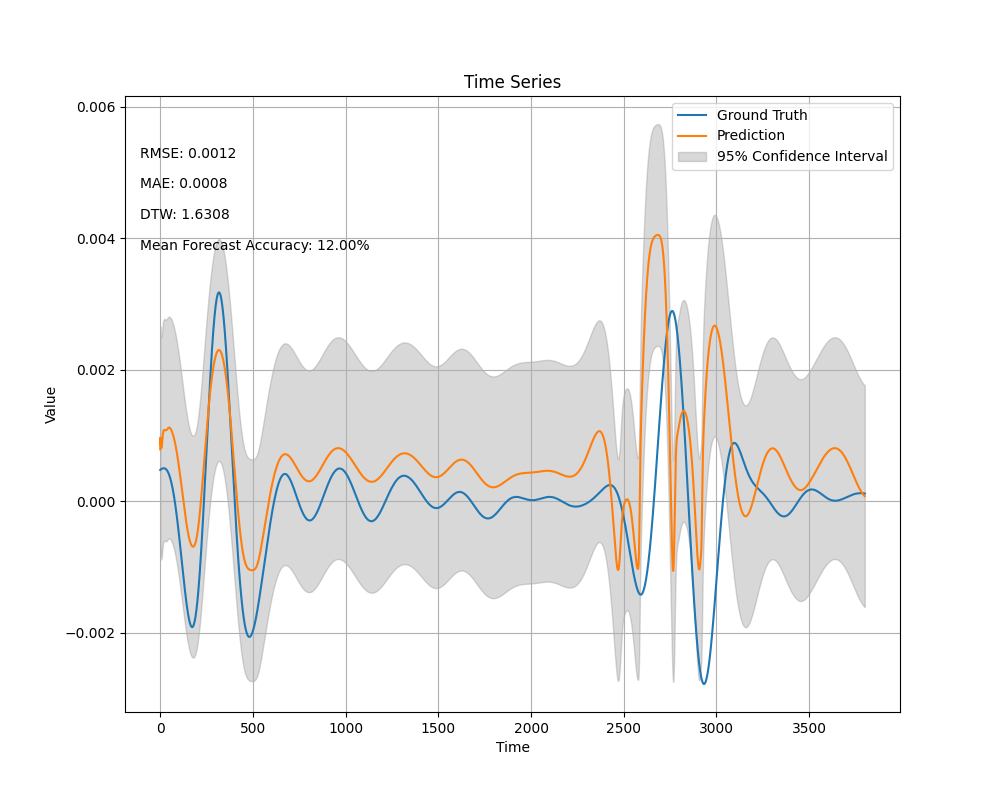 Time Series
0.006
0.004
0.002
0.000
−0.002
Value
RMSE: 0.0012
MAE: 0.0008
DTW: 1.6308
Mean Forecast Accuracy: 12.00%
Ground Truth
Prediction
95% Confidence Interval
0 500 1000 1500 2000 2500 3000 3500
Time